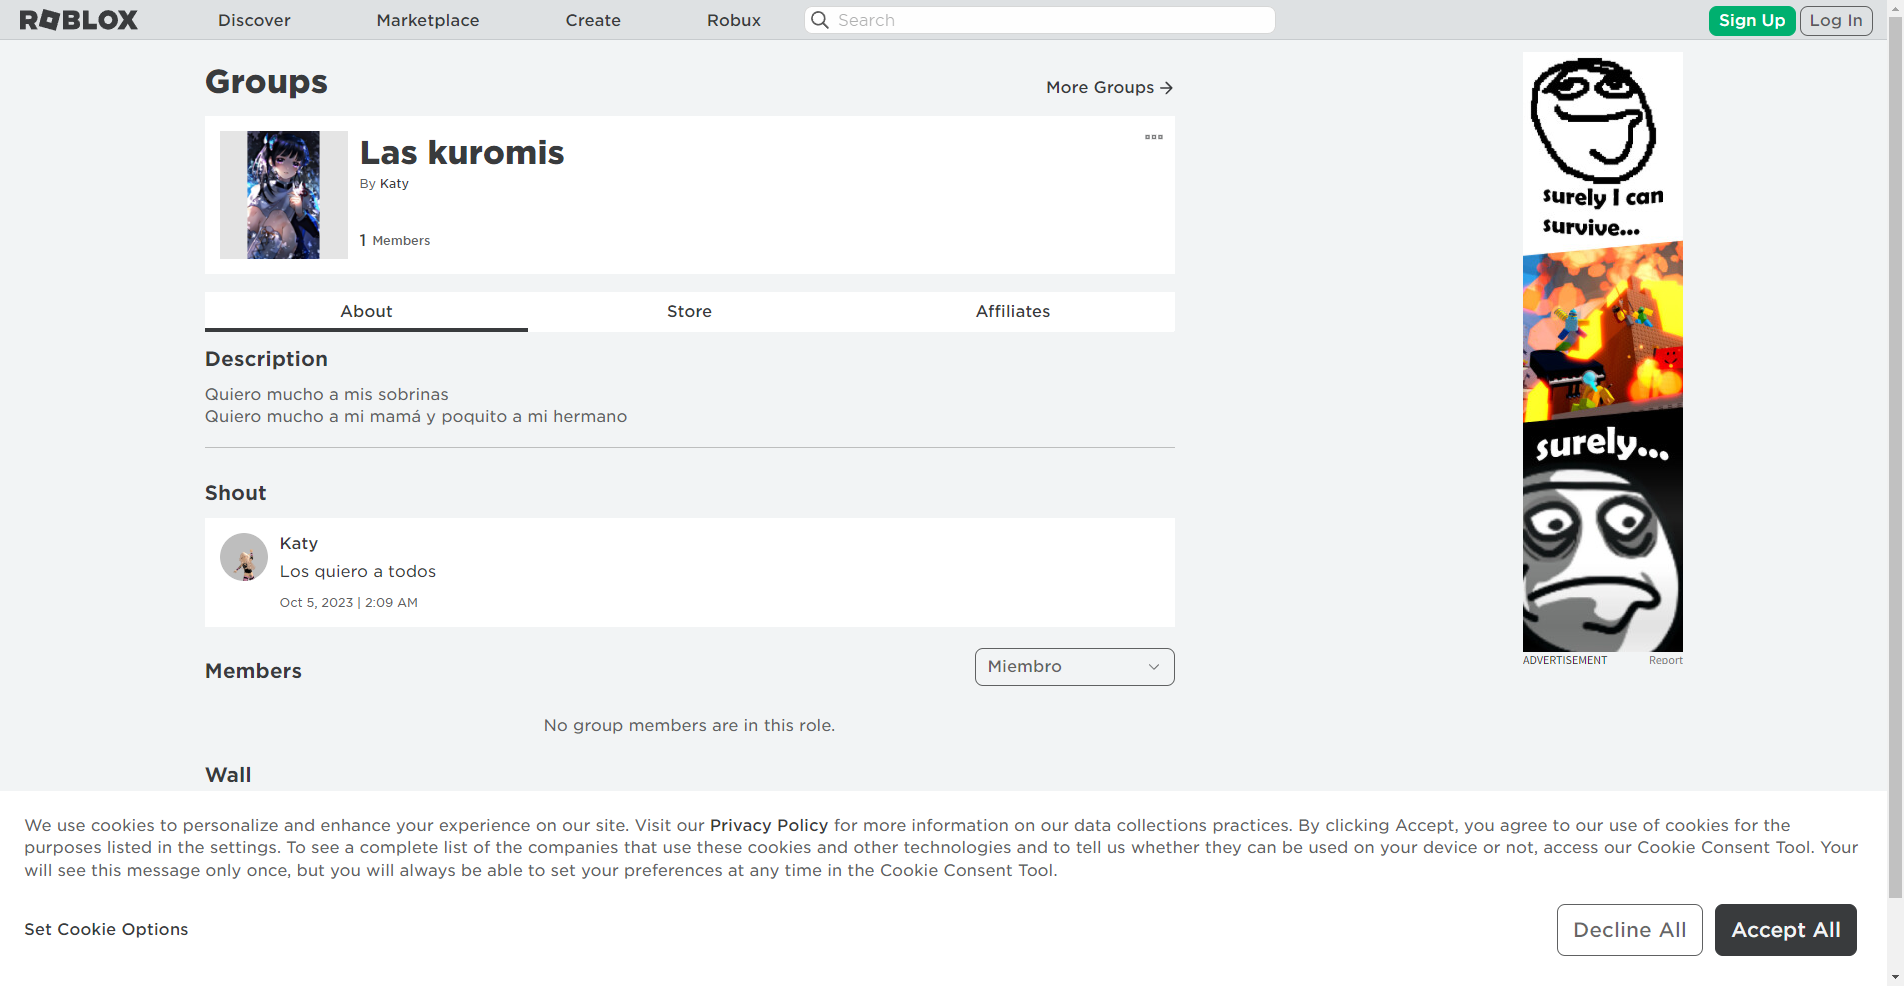 ROBLOX
Discover
Marketplace
Create
Robux
Search
Sign Up
Log In
Groups
More Groups →
Las kuromis
By Katy
1 Members
About
Store
Affiliates
Description
Quiero mucho a mis sobrinas
Quiero mucho a mi mamá y poquito a mi hermano
Shout
Katy
Los quiero a todos
Oct 5, 2023 | 2:09 AM
Members
Miembro
No group members are in this role.
Wall
surely I can
survive...
surely...
ADVERTISEMENT
Report
We use cookies to personalize and enhance your experience on our site. Visit our Privacy Policy for more information on our data collections practices. By clicking Accept, you agree to our use of cookies for the
purposes listed in the settings. To see a complete list of the companies that use these cookies and other technologies and to tell us whether they can be used on your device or not, access our Cookie Consent Tool. Your
will see this message only once, but you will always be able to set your preferences at any time in the Cookie Consent Tool.
Set Cookie Options
Decline All
Accept All